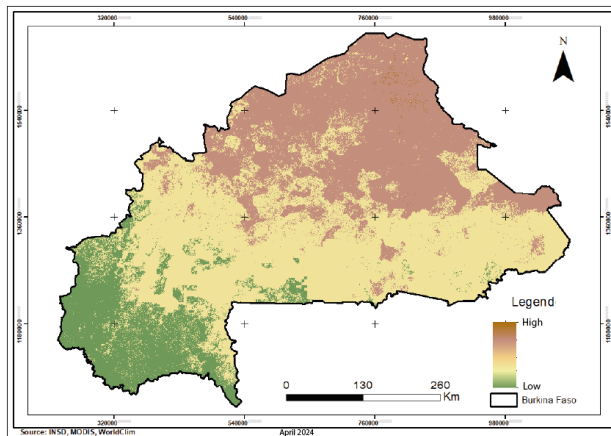 320000 540000 760000 980000
N
1540000 1540000
1360000 1360000
1180000 1180000
Legend
High
Low
Burkina Faso
0 130 260
Km
320000 540000 760000 980000
Source: INSD, MODIS, WorldClim April 2024